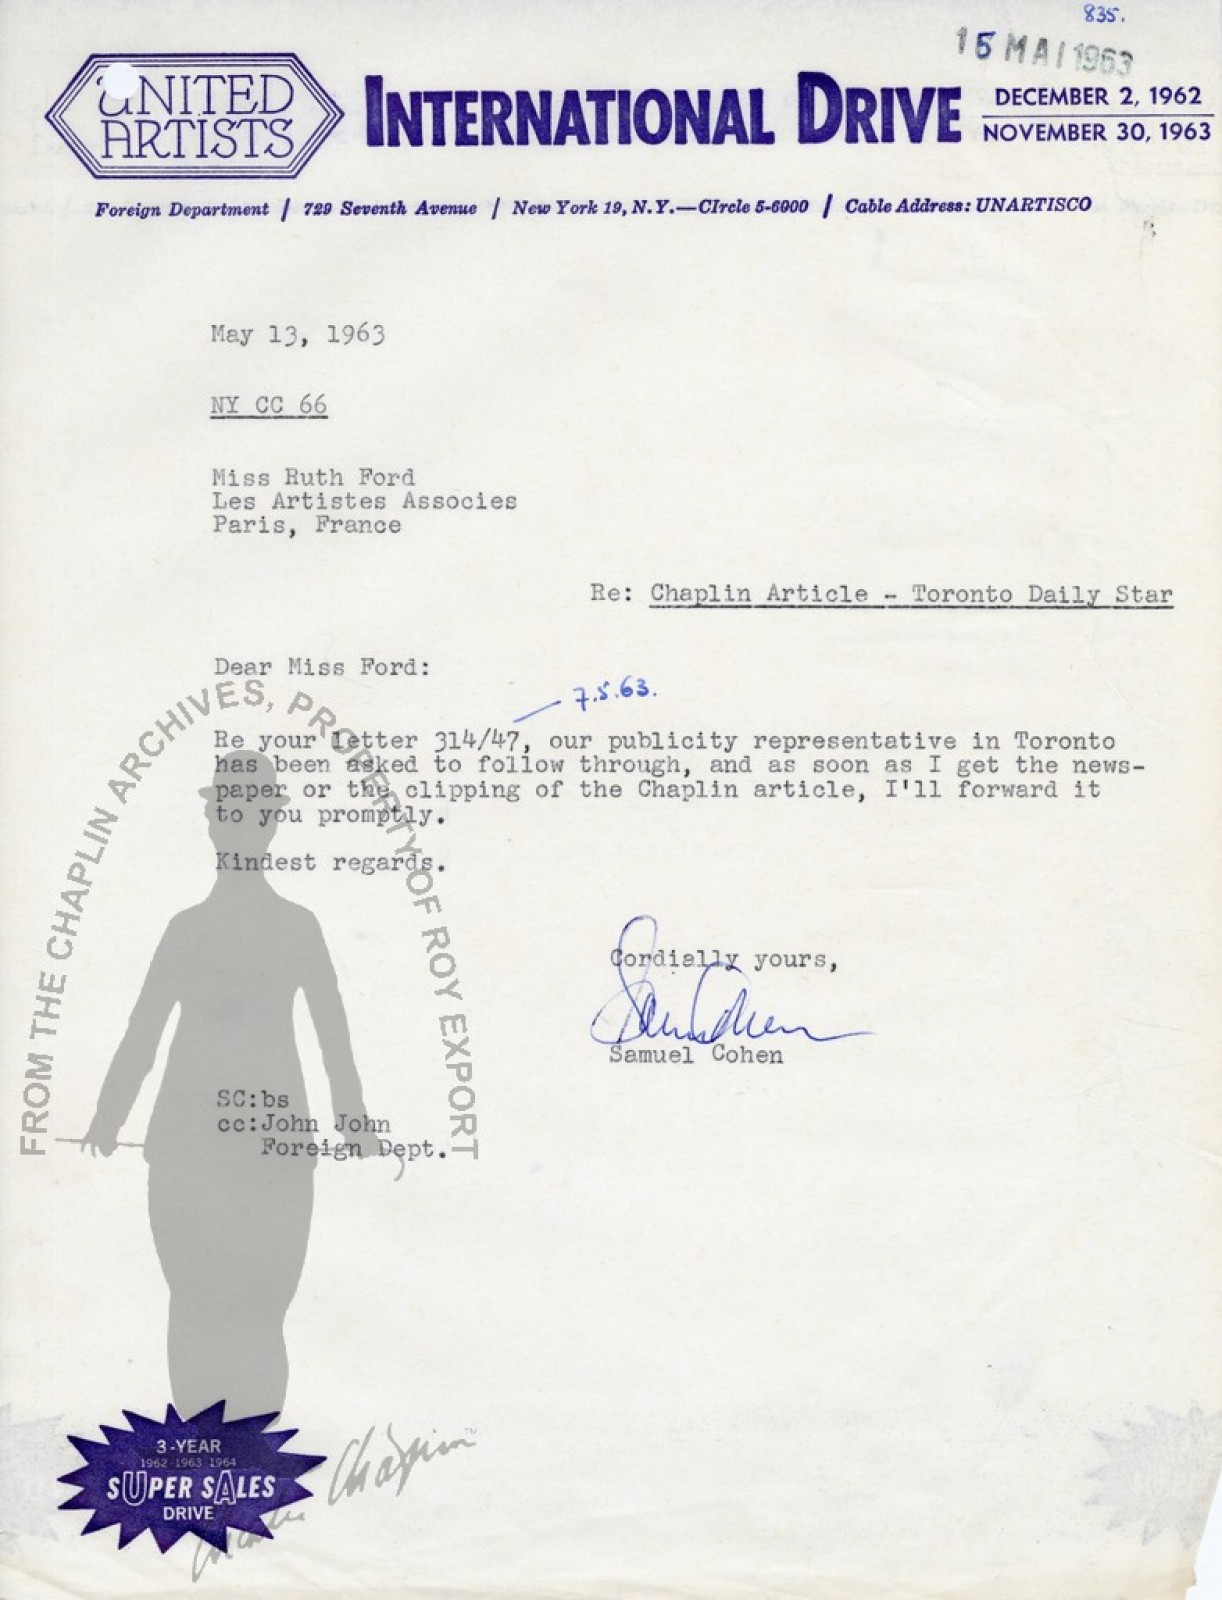 835.
15 MAI 1963
UNITED
ARTISTS
INTERNATIONAL DRIVE
DECEMBER 2, 1962
NOVEMBER 30, 1963
Foreign Department / 729 Seventh Avenue / New York 19, N.Y.—CIrcle 5-6000 / Cable Address: UNARTISCO
May 13, 1963
NY CC 66
Miss Ruth Ford
Les Artistes Associes
Paris, France
Re: Chaplin Article - Toronto Daily Star
Dear Miss Ford:
7.5.63.
Re your letter 314/47, our publicity representative in Toronto
has been asked to follow through, and as soon as I get the news-
paper or the clipping of the Chaplin article, I'll forward it
to you promptly.
Kindest regards.
Cordially yours,
Sam Cohen
Samuel Cohen
SC:bs
cc:John John
Foreign Dept.
FROM THE CHAPLIN ARCHIVES, PROPERTY OF ROY EXPORT
3-YEAR
1962-1963-1964
SUPER SALES
DRIVE
Charlie Chaplin™